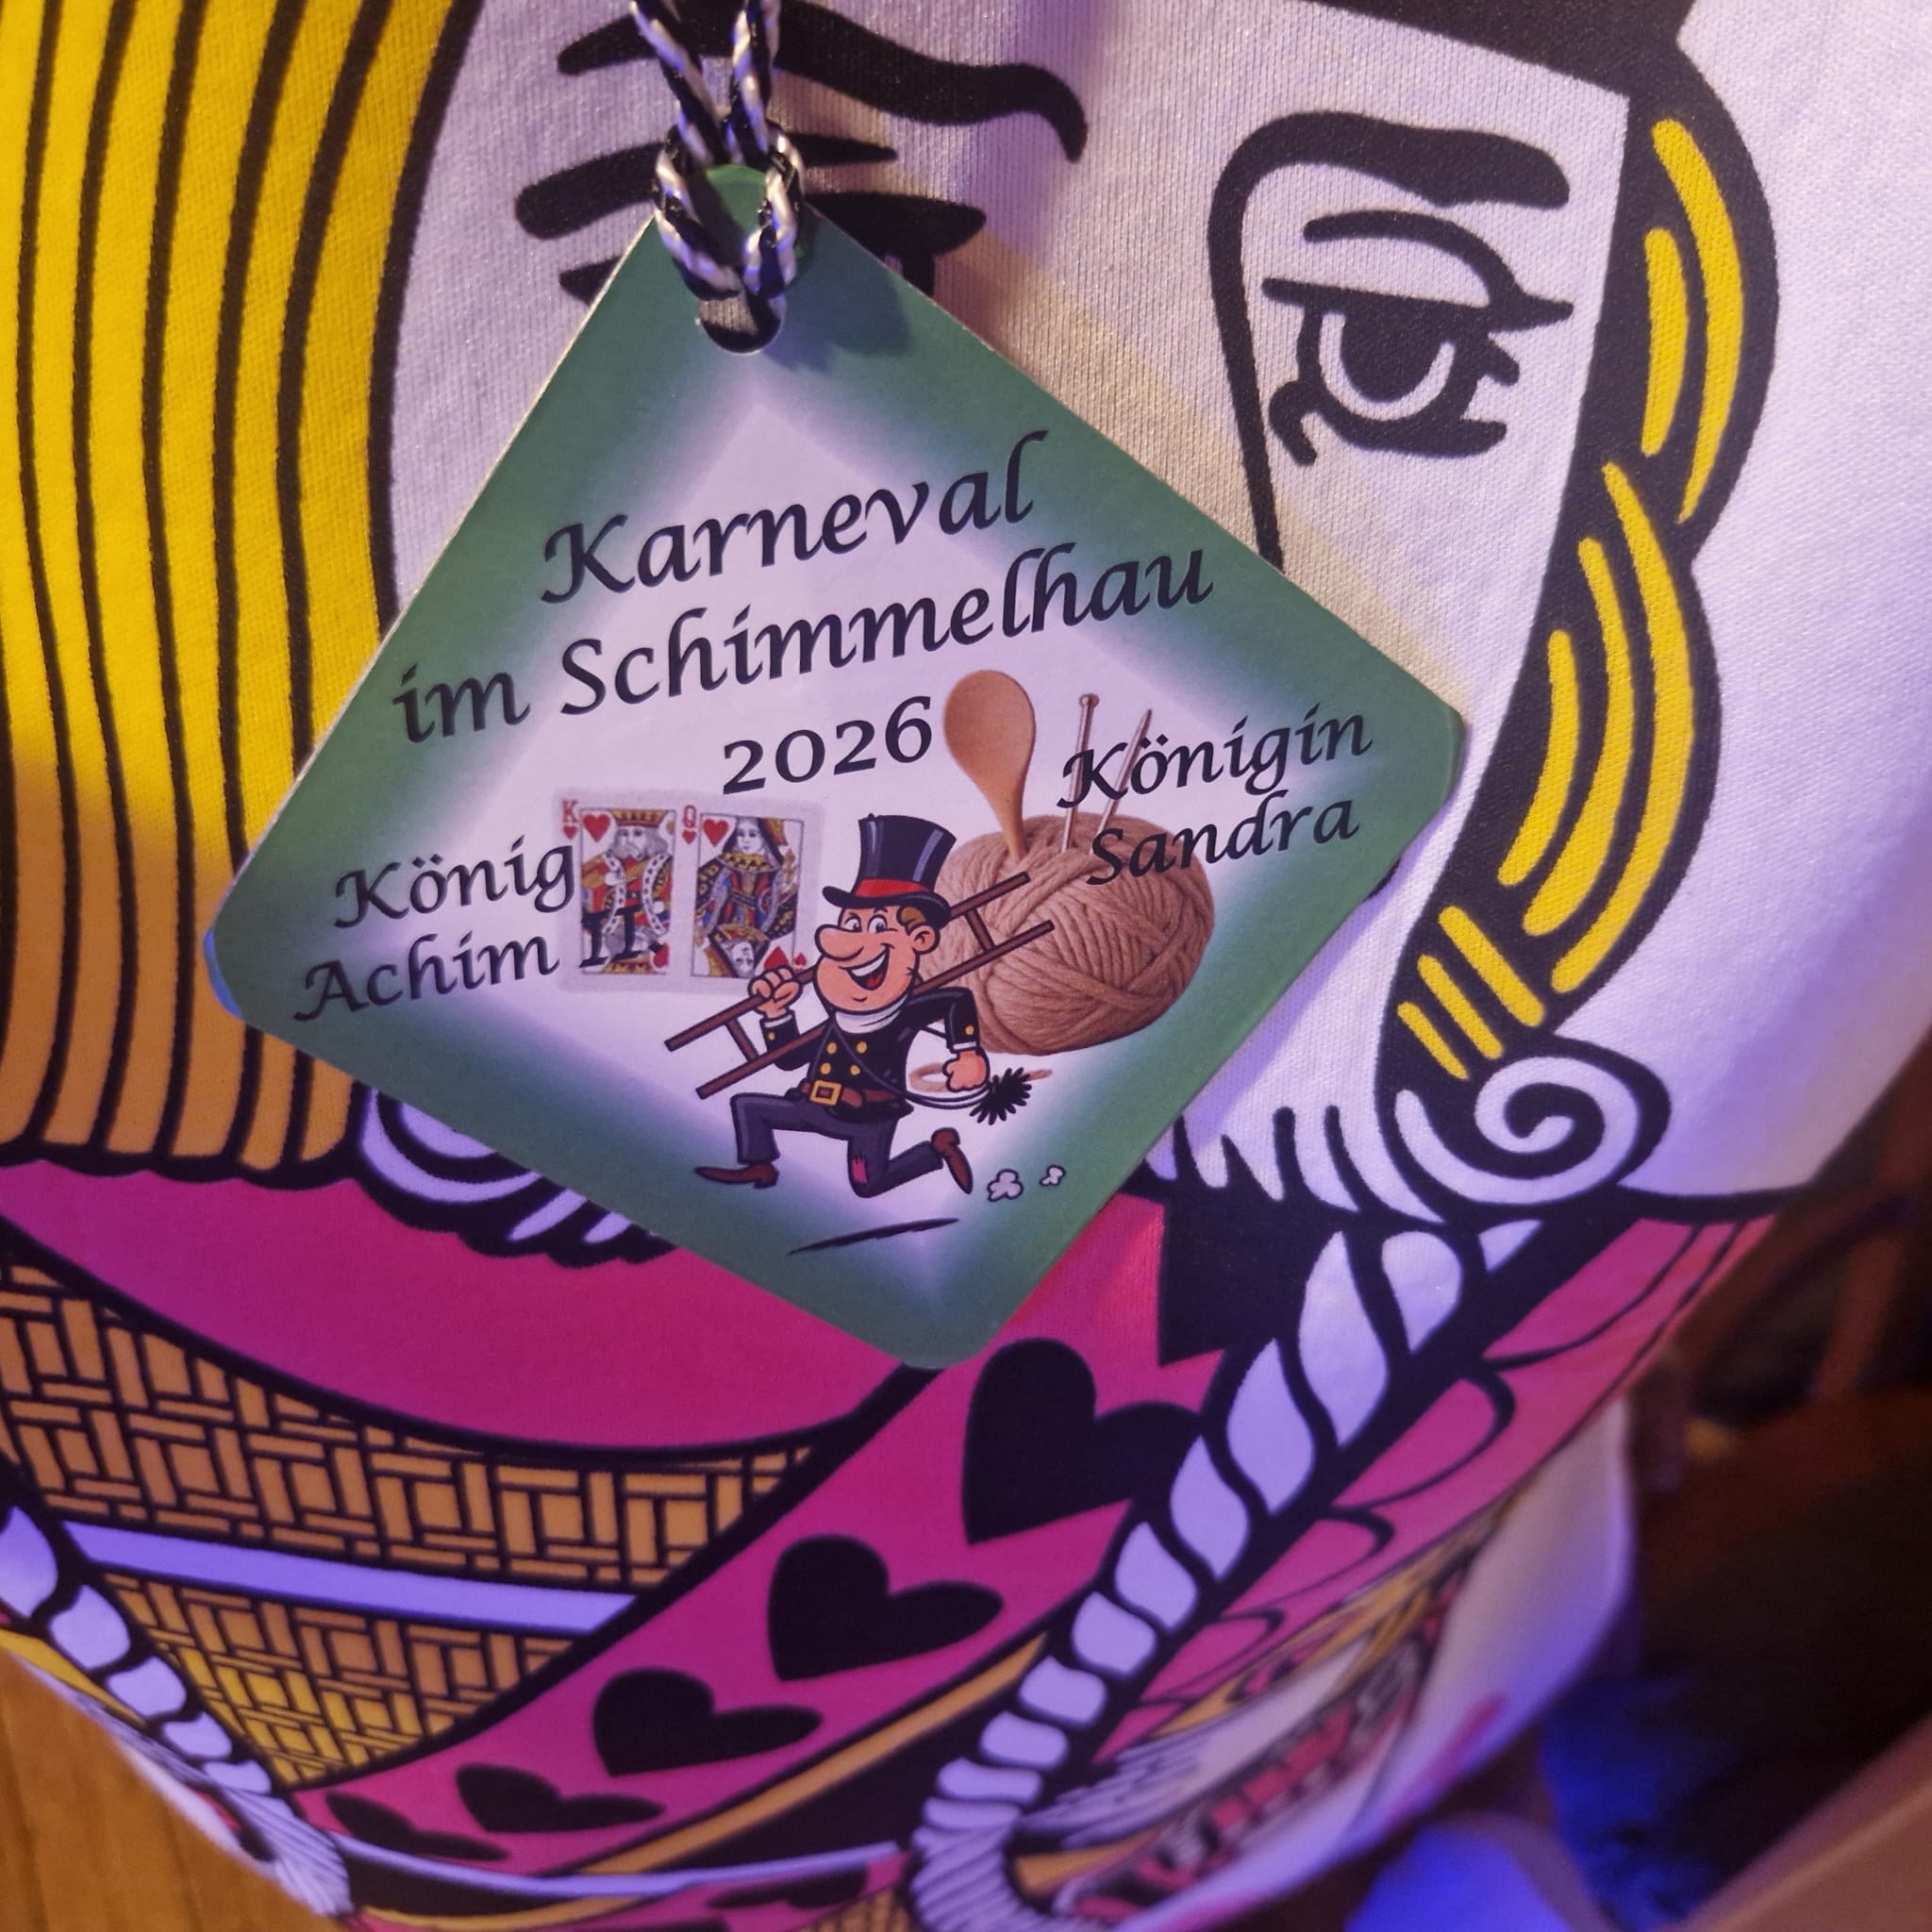 Karneval
im Schimmelhau
2026
Königin
Sandra
König
Achim II.
K
Q